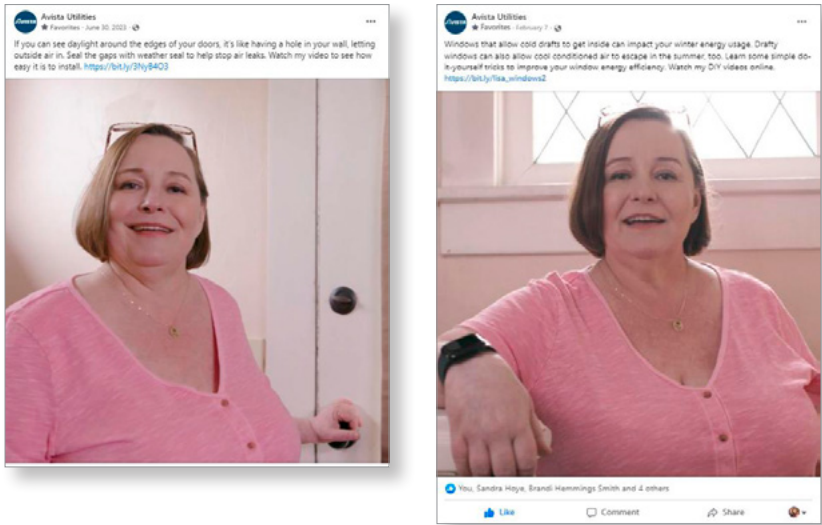 AVISTA
Avista Utilities
Favorites · June 30, 2023 ·
If you can see daylight around the edges of your doors, it's like having a hole in your wall, letting
outside air in. Seal the gaps with weather seal to help stop air leaks. Watch my video to see how
easy it is to install. https://bit.ly/3NyB4O3
AVISTA
Avista Utilities
Favorites · February 7 ·
Windows that allow cold drafts to get inside can impact your winter energy usage. Drafty
windows can also allow cool conditioned air to escape in the summer, too. Learn some simple do-
it-yourself tricks to improve your window energy efficiency. Watch my DIY videos online.
https://bit.ly/lisa_windows2
You, Sandra Hoye, Brandi Hemmings Smith and 4 others
Like Comment Share